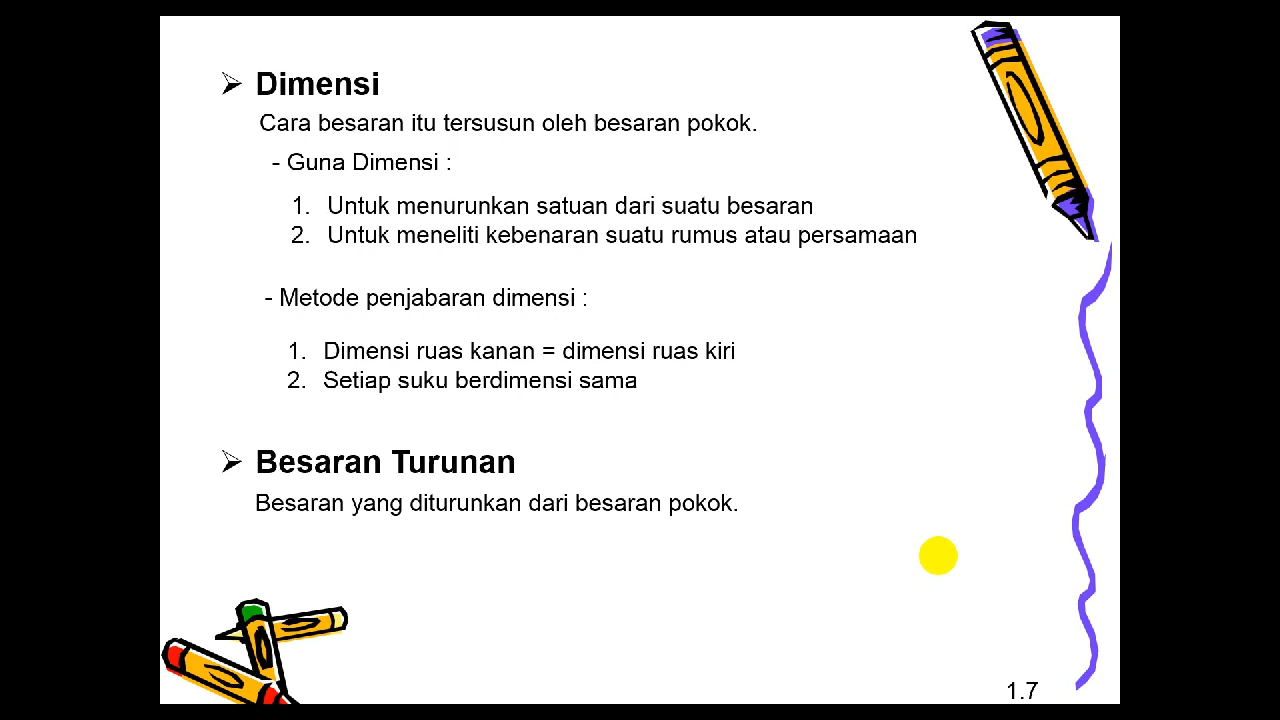 ➢ Dimensi
Cara besaran itu tersusun oleh besaran pokok.
- Guna Dimensi :
1. Untuk menurunkan satuan dari suatu besaran
2. Untuk meneliti kebenaran suatu rumus atau persamaan
- Metode penjabaran dimensi :
1. Dimensi ruas kanan = dimensi ruas kiri
2. Setiap suku berdimensi sama
➢ Besaran Turunan
Besaran yang diturunkan dari besaran pokok.
1.7